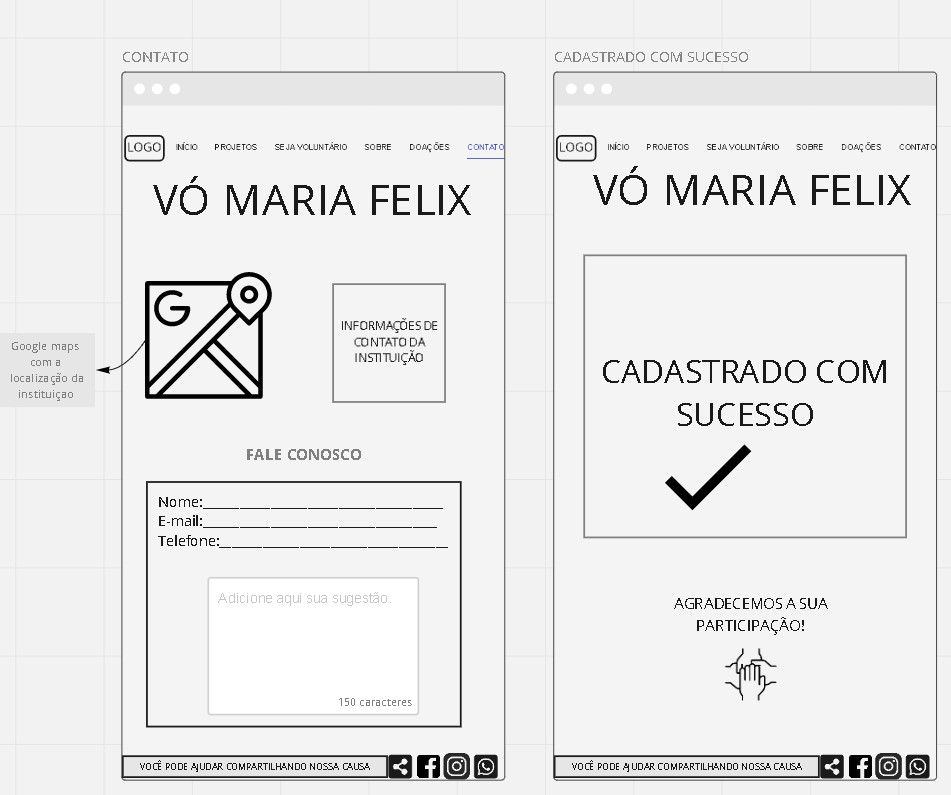 CONTATO
LOGO INÍCIO PROJETOS SEJA VOLUNTÁRIO SOBRE DOAÇÕES CONTATO
VÓ MARIA FELIX
G
Google maps
com a
localização da
instituiçao
INFORMAÇÕES DE
CONTATO DA
INSTITUIÇÃO
FALE CONOSCO
Nome:
E-mail:
Telefone:
Adicione aqui sua sugestão.
150 caracteres
VOCÊ PODE AJUDAR COMPARTILHANDO NOSSA CAUSA
CADASTRADO COM SUCESSO
LOGO INÍCIO PROJETOS SEJA VOLUNTÁRIO SOBRE DOAÇÕES CONTATO
VÓ MARIA FELIX
CADASTRADO COM
SUCESSO
AGRADECEMOS A SUA
PARTICIPAÇÃO!
VOCÊ PODE AJUDAR COMPARTILHANDO NOSSA CAUSA